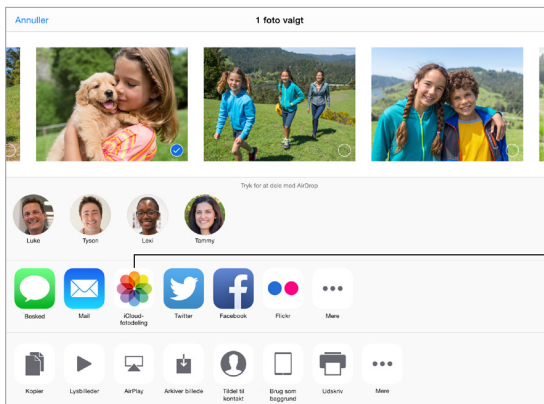 Annuller
1 foto valgt
Tryk for at dele med AirDrop
Luke
Tyson
Lexi
Tammy
Besked
Mail
iCloud-
fotodeling
Twitter
Facebook
Flickr
Mere
Kopier
Lysbilleder
AirPlay
Arkiver billede
Tildel til
kontakt
Brug som
baggrund
Udskriv
Mere